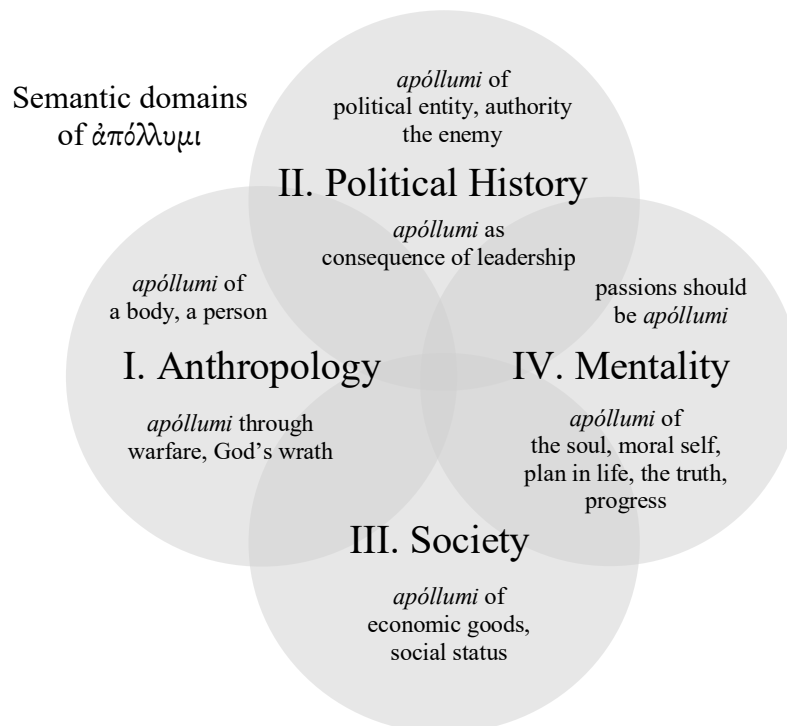 Semantic domains
of ἀπόλλυμι
apóllumi of
political entity, authority
the enemy
II. Political History
apóllumi as
consequence of leadership
apóllumi of
a body, a person
I. Anthropology
apóllumi through
warfare, God’s wrath
passions should
be apóllumi
IV. Mentality
apóllumi of
the soul, moral self,
plan in life, the truth,
progress
III. Society
apóllumi of
economic goods,
social status